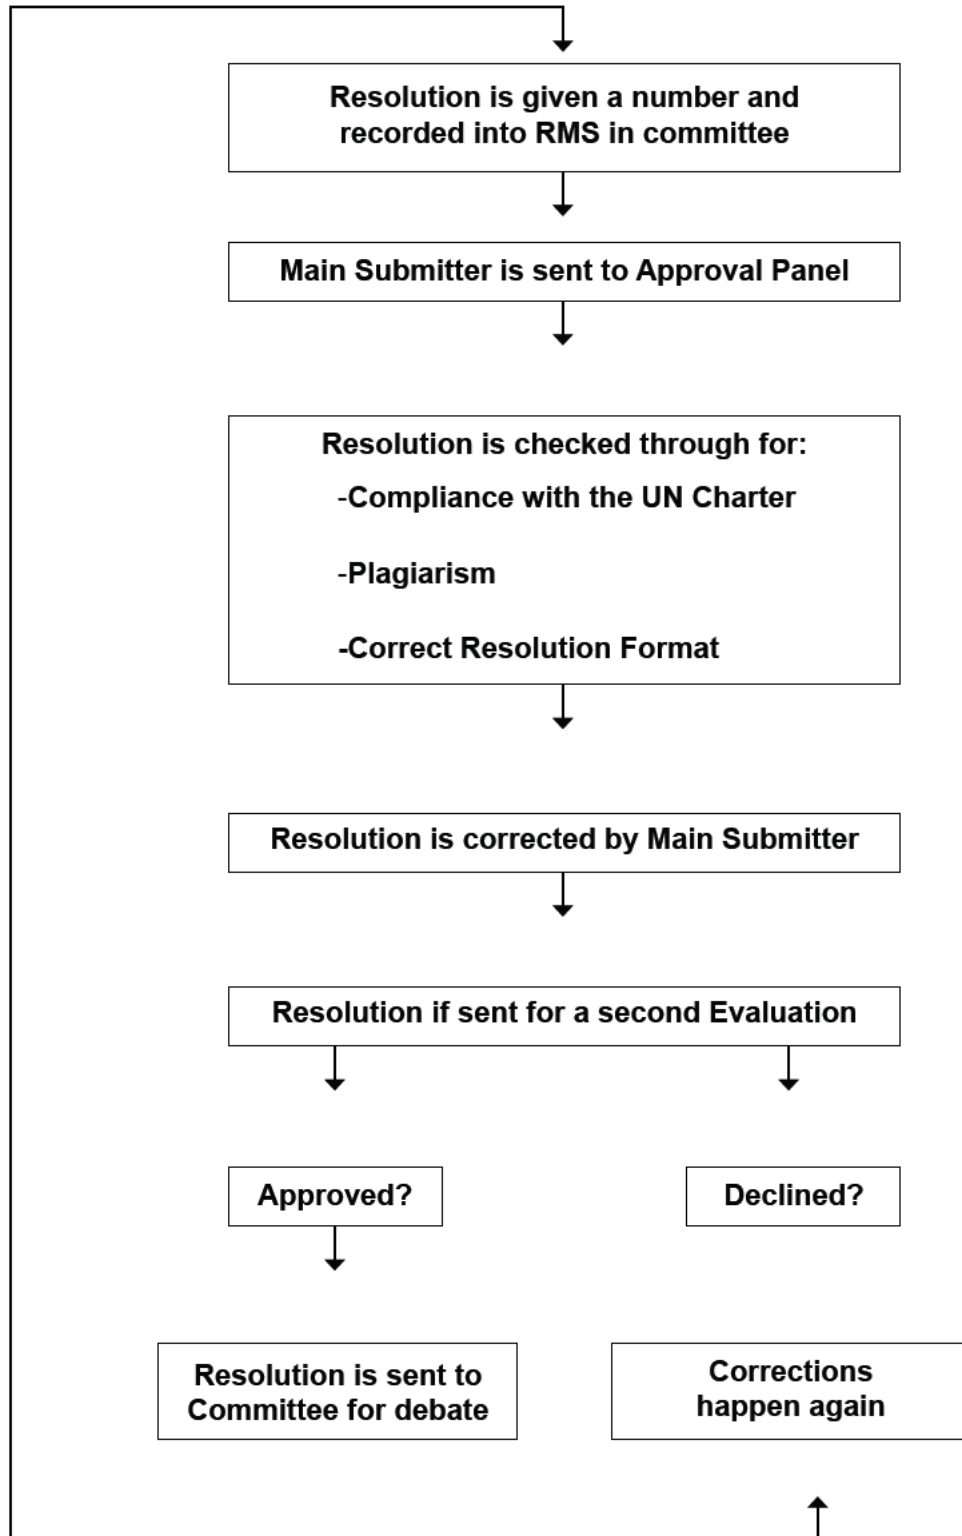 Resolution is given a number and
recorded into RMS in committee
Main Submitter is sent to Approval Panel
Resolution is checked through for:
-Compliance with the UN Charter
-Plagiarism
-Correct Resolution Format
Resolution is corrected by Main Submitter
Resolution if sent for a second Evaluation
Approved?
Declined?
Resolution is sent to
Committee for debate
Corrections
happen again